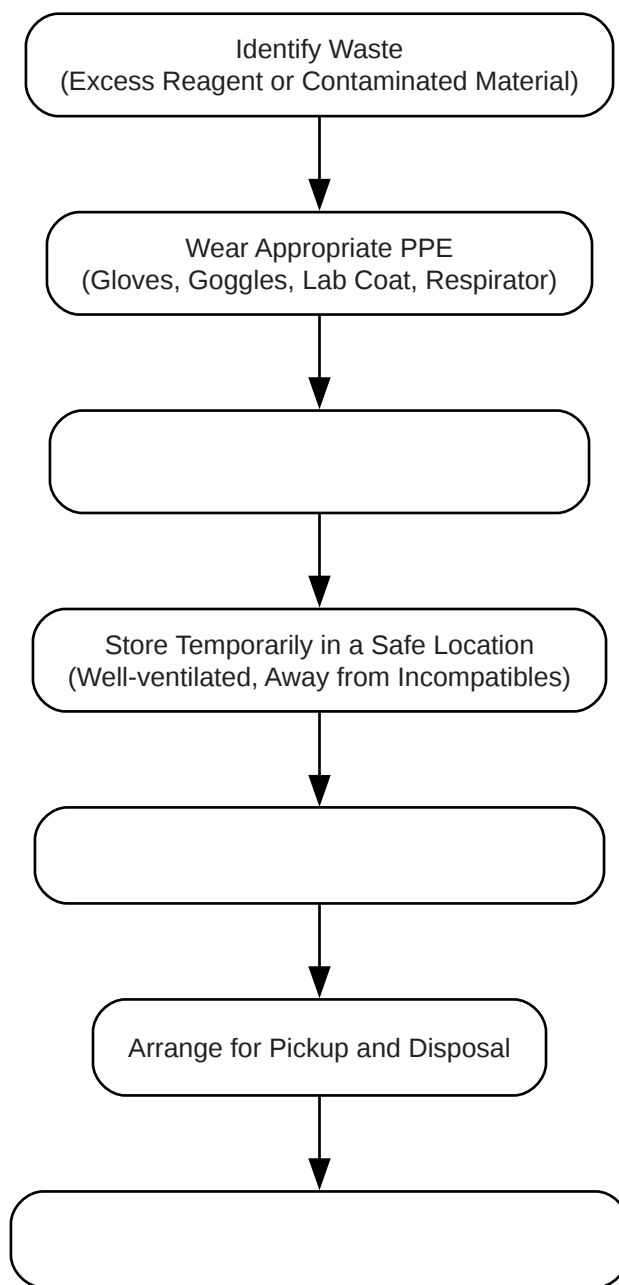 Identify Waste
(Excess Reagent or Contaminated Material)
Wear Appropriate PPE
(Gloves, Goggles, Lab Coat, Respirator)
Store Temporarily in a Safe Location
(Well-ventilated, Away from Incompatibles)
Arrange for Pickup and Disposal